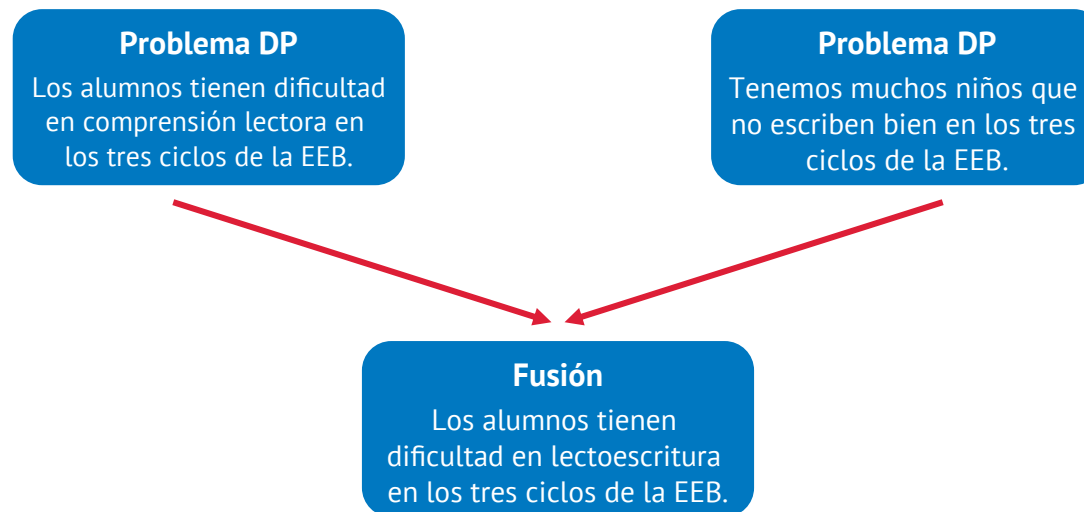 Problema DP
Los alumnos tienen dificultad
en comprensión lectora en
los tres ciclos de la EEB.
Problema DP
Tenemos muchos niños que
no escriben bien en los tres
ciclos de la EEB.
Fusión
Los alumnos tienen
dificultad en lectoescritura
en los tres ciclos de la EEB.